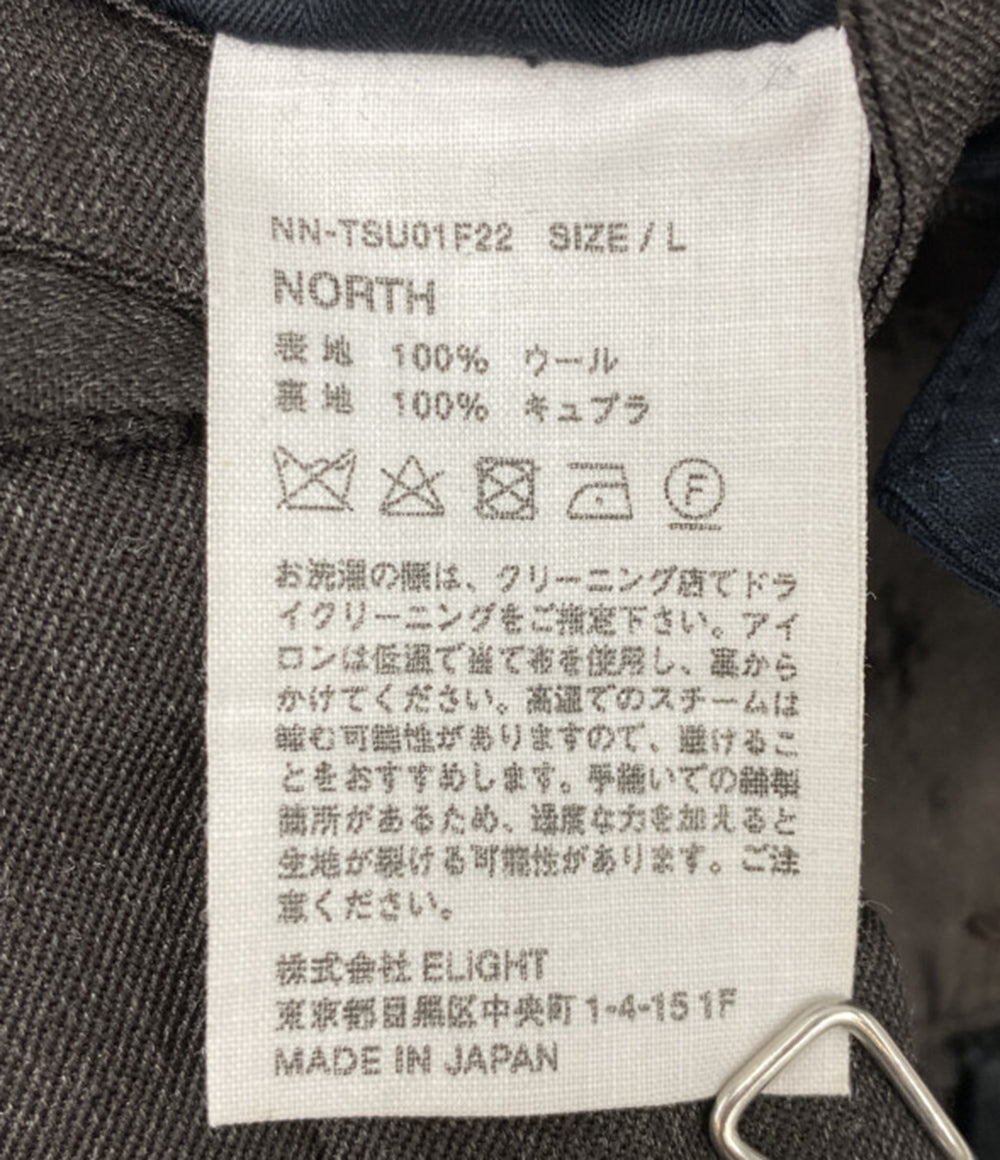 NN-TSU01F22 SIZE / L
NORTH
表地 100% ウール
裏地 100% キュプラ
F
お洗濯の際は、クリーニング店でドラ
イクリーニングをご指定下さい。アイ
ロンは低温で当て布を使用し、裏から
かけてください。高温でのスチームは
縮む可能性がありますので、避けるこ
とをおすすめします。手縫いでの縫製
箇所があるため、過度な力を加えると
生地が裂ける可能性があります。ご注
意ください。
株式会社 ELIGHT
東京都目黒区中央町 1-4-15 1F
MADE IN JAPAN